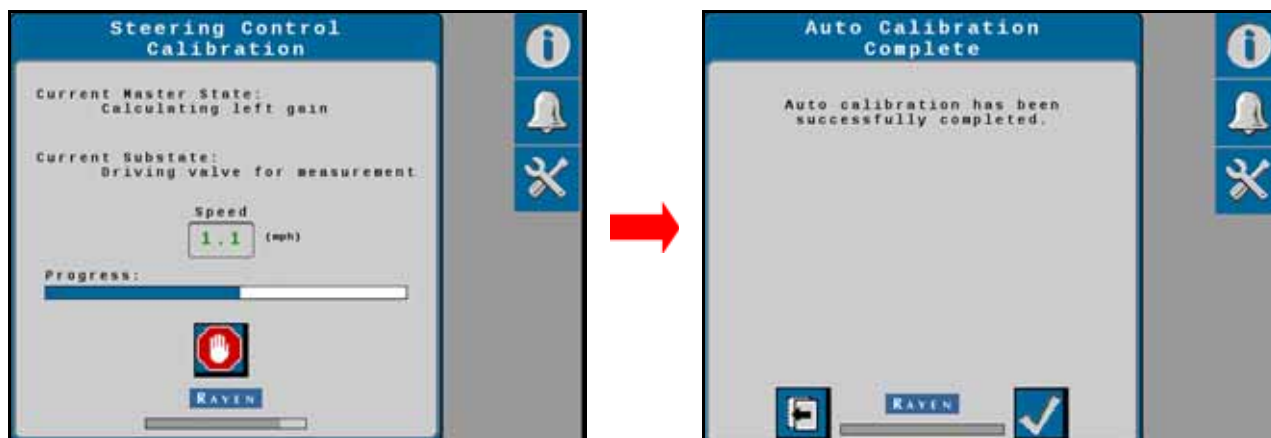 Steering Control
Calibration
Current Master State:
Calculating left gain
Current Substate:
Driving valve for measurement
Speed
1.1 (mph)
Progress:
RAVEN
Auto Calibration
Complete
Auto calibration has been
successfully completed.
RAVEN